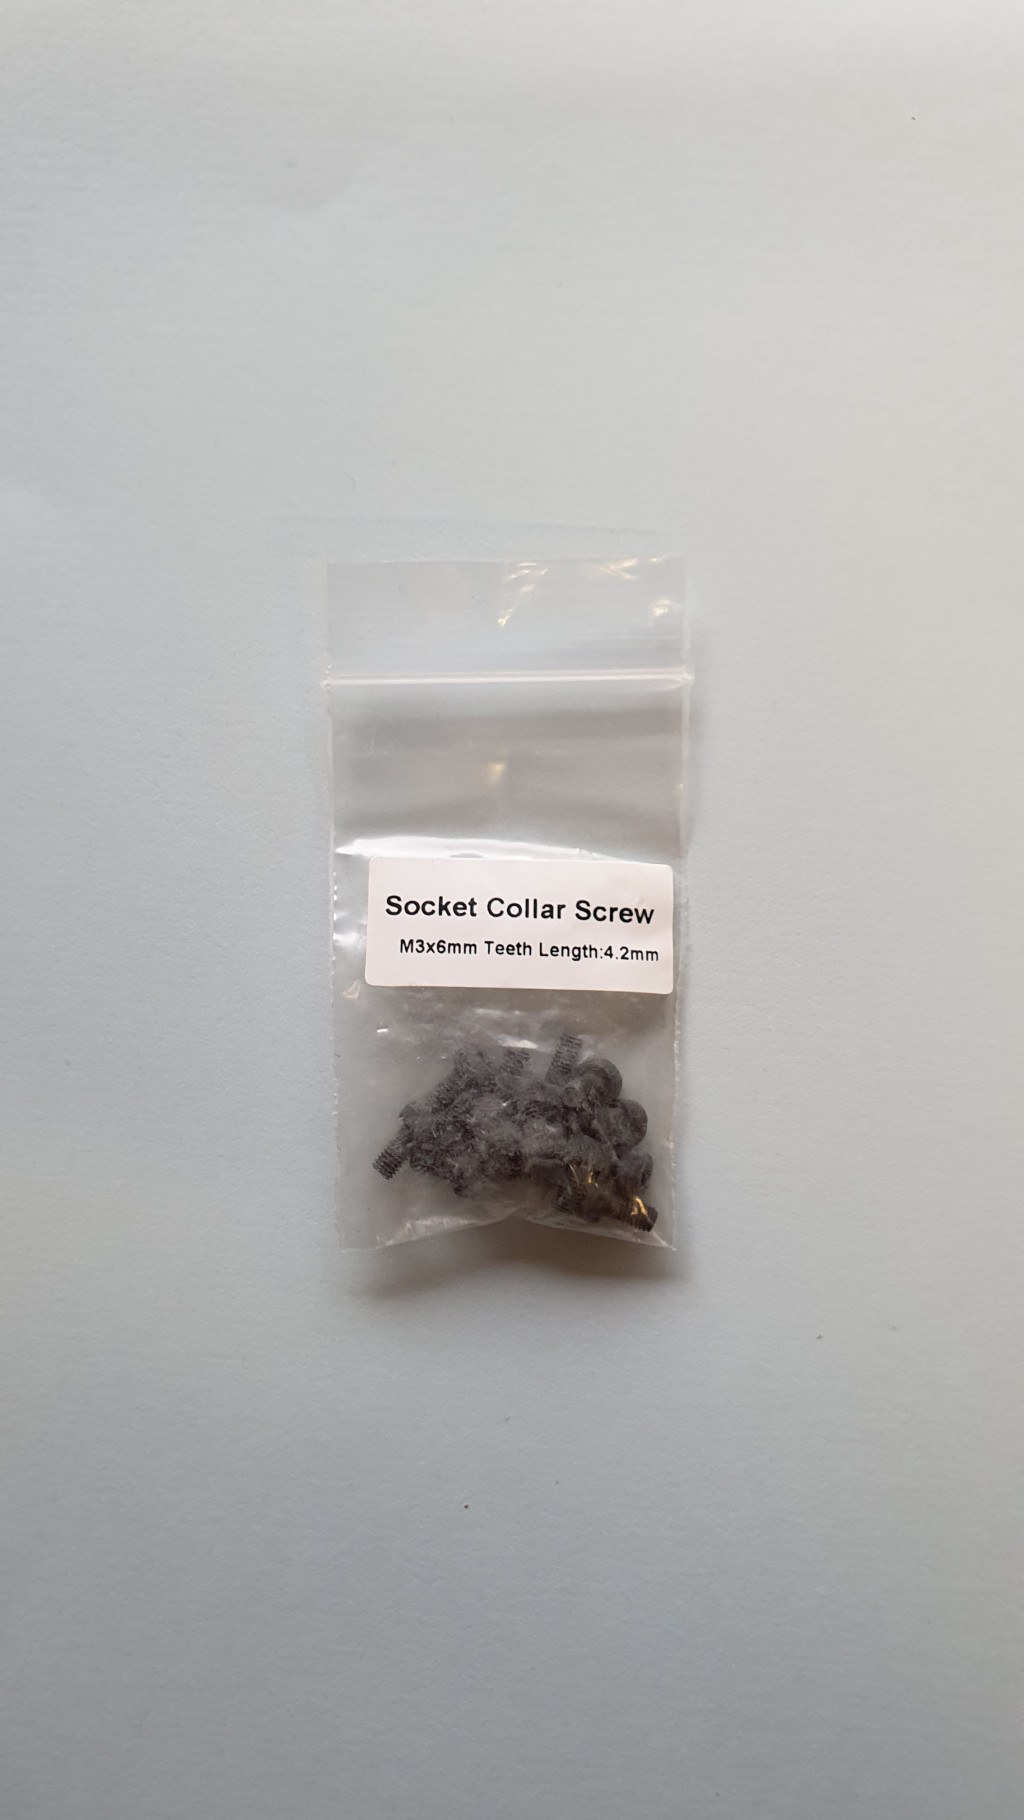 Socket Collar Screw
M3x6mm Teeth Length:4.2mm